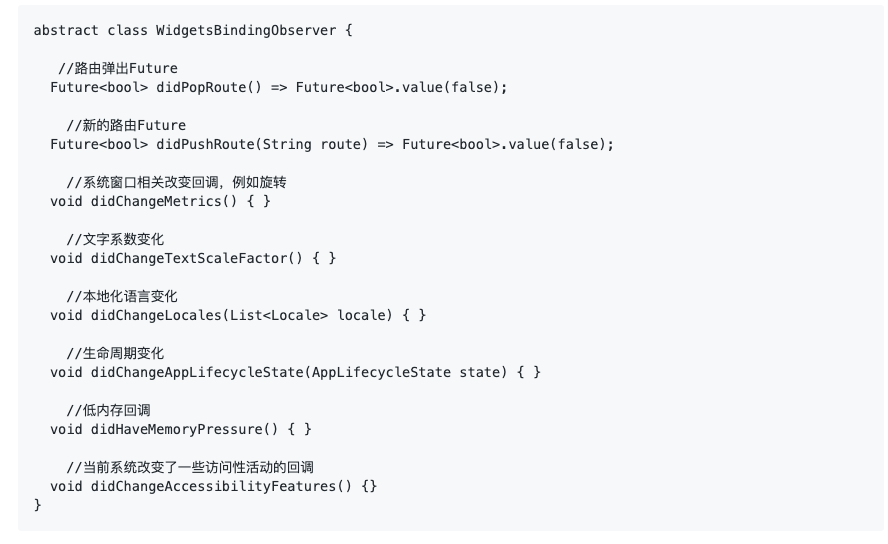 abstract class WidgetsBindingObserver {
//路由弹出Future
Future<bool> didPopRoute() => Future<bool>.value(false);
//新的路由Future
Future<bool> didPushRoute(String route) => Future<bool>.value(false);
//系统窗口相关改变回调，例如旋转
void didChangeMetrics() { }
//文字系数变化
void didChangeTextScaleFactor() { }
//本地化语言变化
void didChangeLocales(List<Locale> locale) { }
//生命周期变化
void didChangeAppLifecycleState(AppLifecycleState state) { }
//低内存回调
void didHaveMemoryPressure() { }
//当前系统改变了一些访问性活动的回调
void didChangeAccessibilityFeatures() {}
}